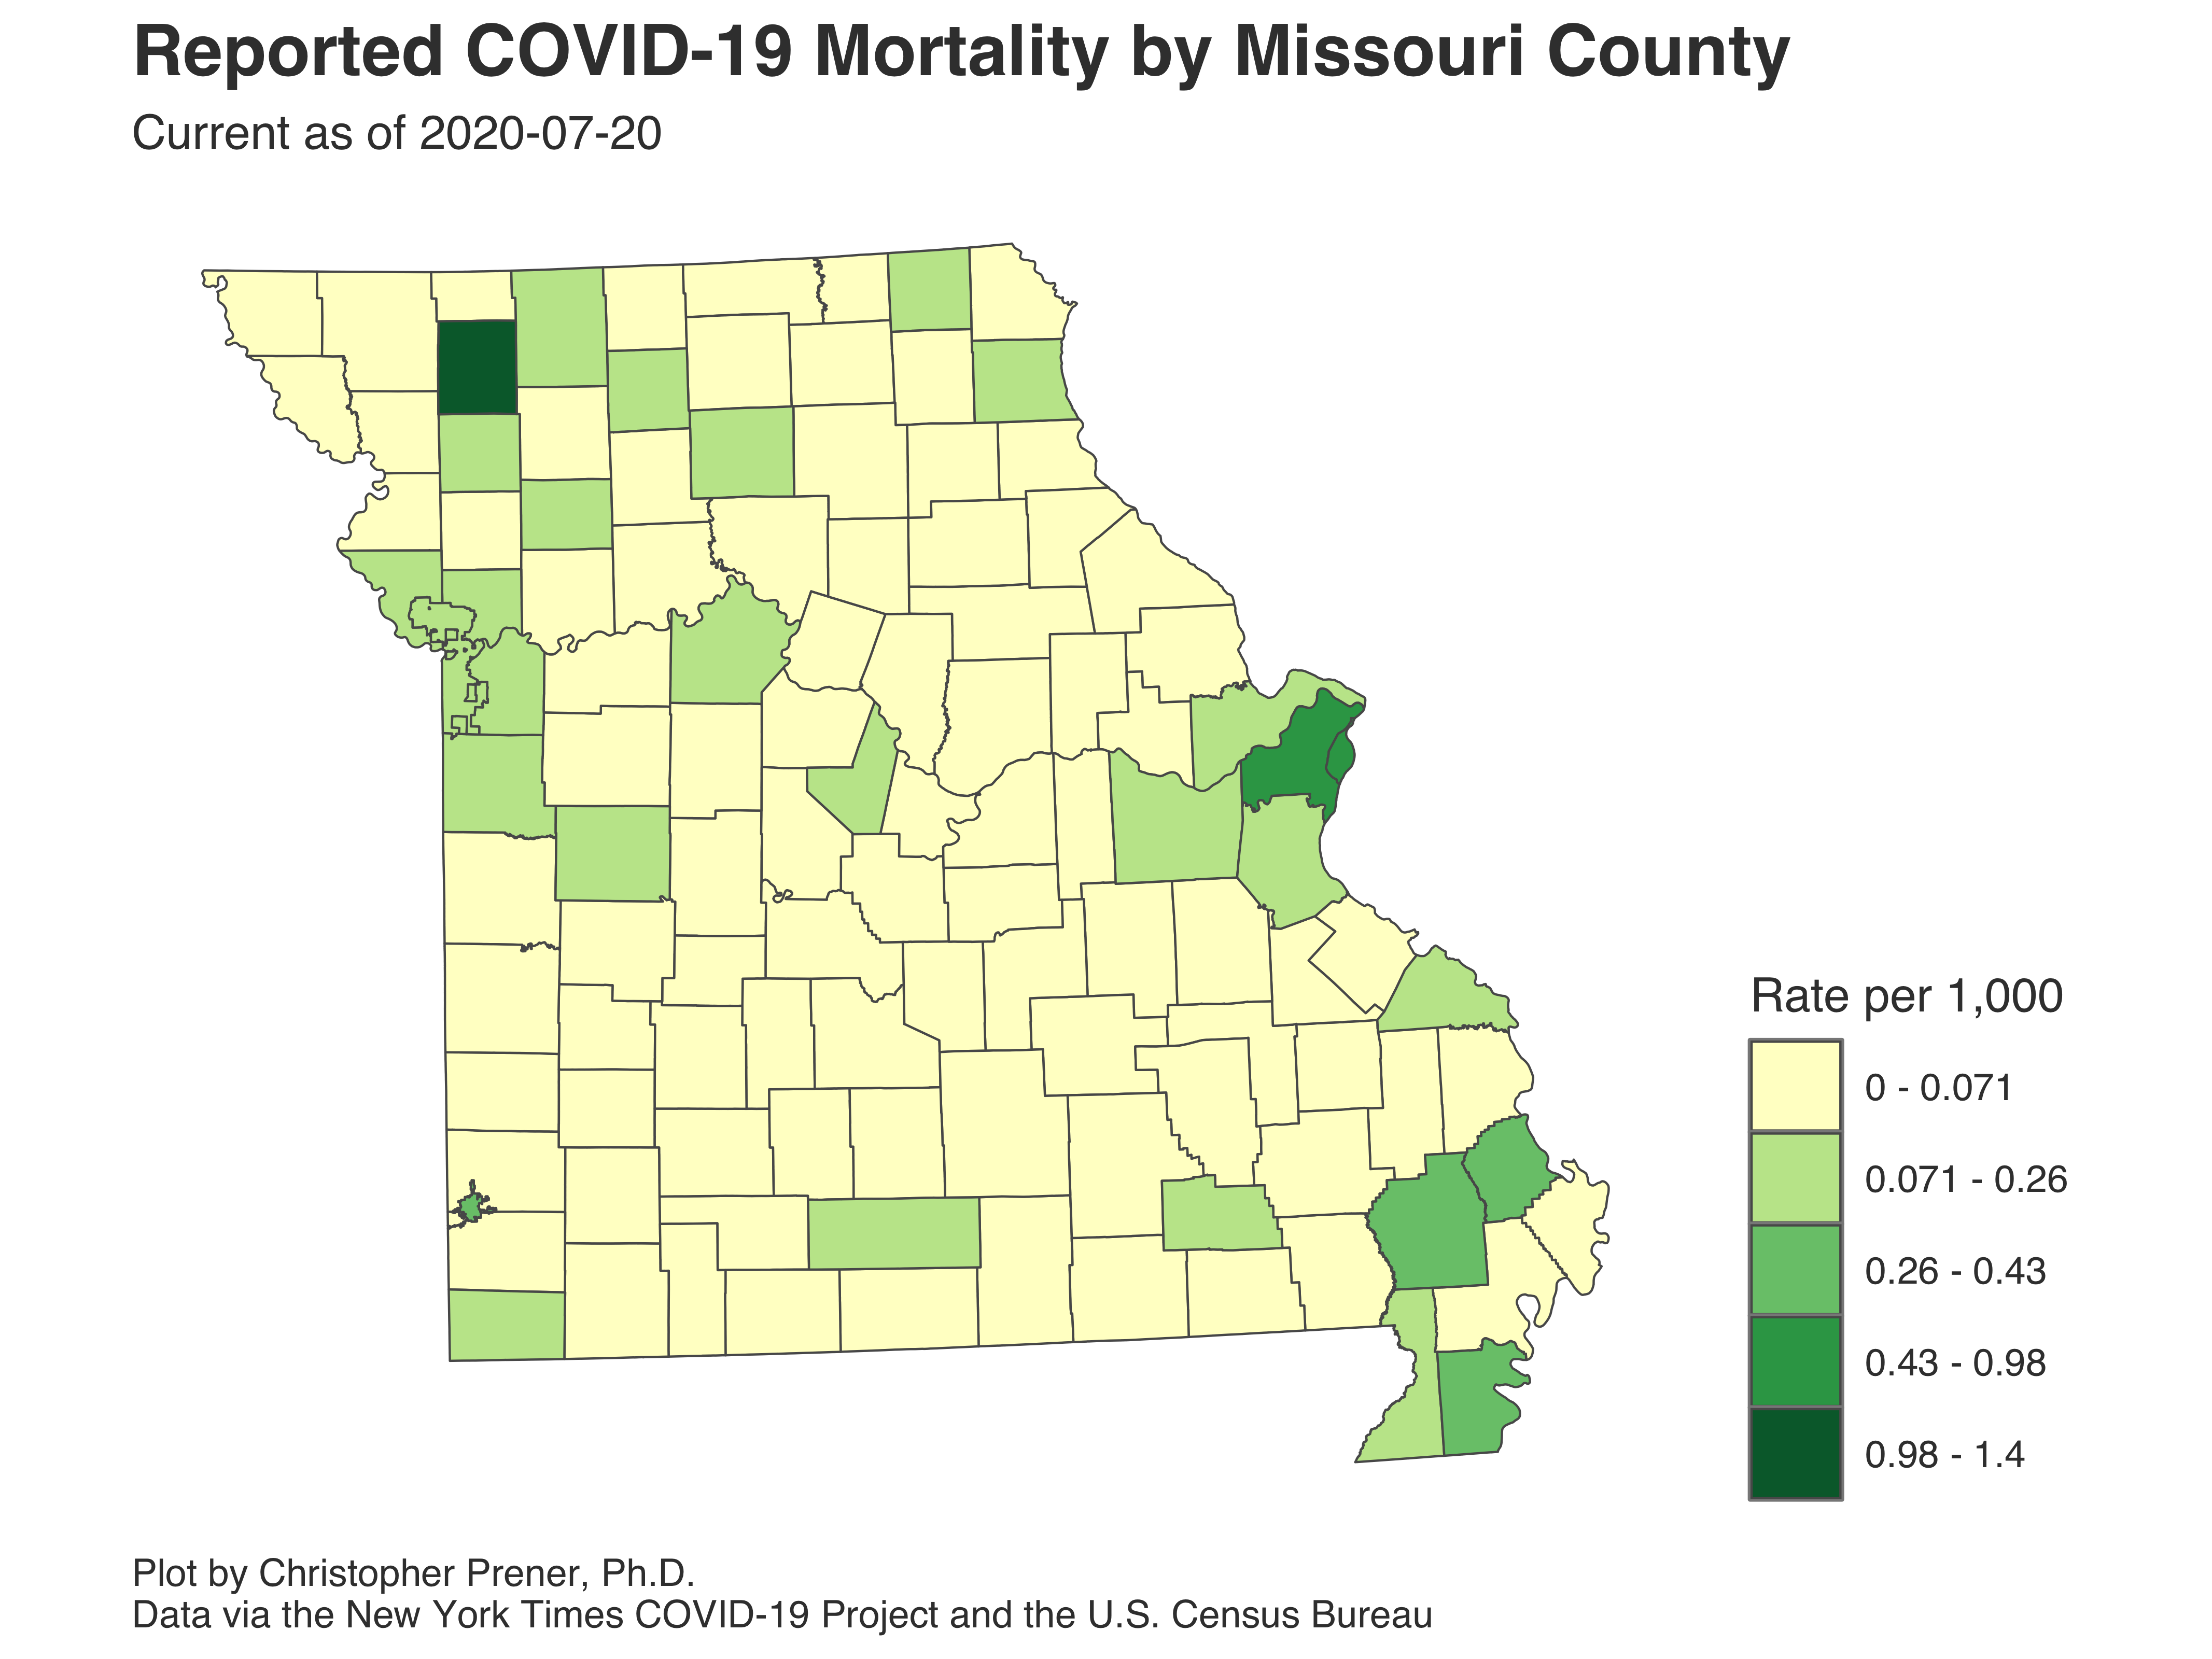 Reported COVID-19 Mortality by Missouri County
Current as of 2020-07-20
Rate per 1,000
0 - 0.071
0.071 - 0.26
0.26 - 0.43
0.43 - 0.98
0.98 - 1.4
Plot by Christopher Prener, Ph.D.
Data via the New York Times COVID-19 Project and the U.S. Census Bureau